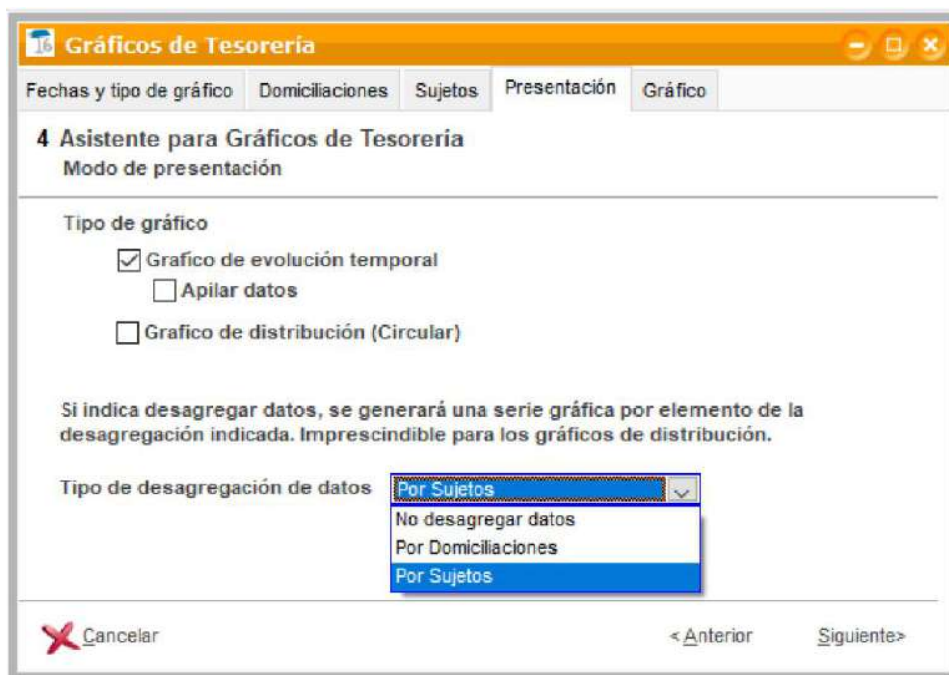 16 Gráficos de Tesorería
Fechas y tipo de gráfico Domiciliaciones Sujetos Presentación Gráfico
4 Asistente para Gráficos de Tesorería
Modo de presentación
Tipo de gráfico
Grafico de evolución temporal
Apilar datos
Grafico de distribución (Circular)
Si indica desagregar datos, se generará una serie gráfica por elemento de la
desagregación indicada. Imprescindible para los gráficos de distribución.
Tipo de desagregación de datos Por Sujetos
No desagregar datos
Por Domiciliaciones
Por Sujetos
Cancelar <Anterior Siguiente>